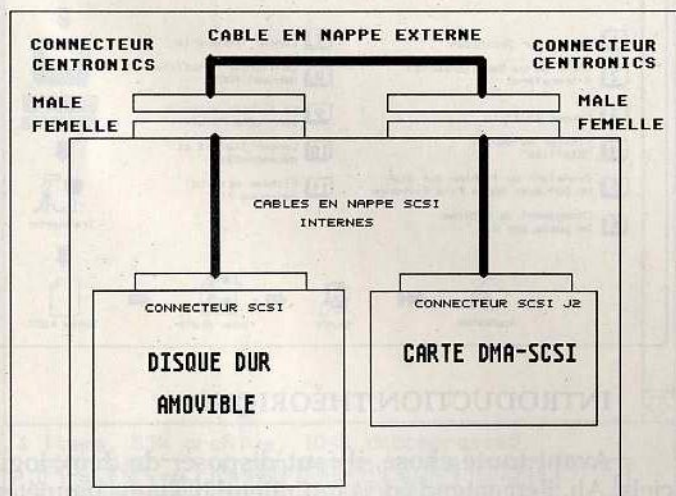 CABLE EN NAPPE EXTERNE
CONNECTEUR
CENTRONICS
CONNECTEUR
CENTRONICS
MALE
MALE
FEMELLE
FEMELLE
CABLES EN NAPPE SCSI
INTERNES
CONNECTEUR SCSI
CONNECTEUR SCSI J2
DISQUE DUR
AMOVIBLE
CARTE DMA-SCSI
INTRODUCTION THÉOR